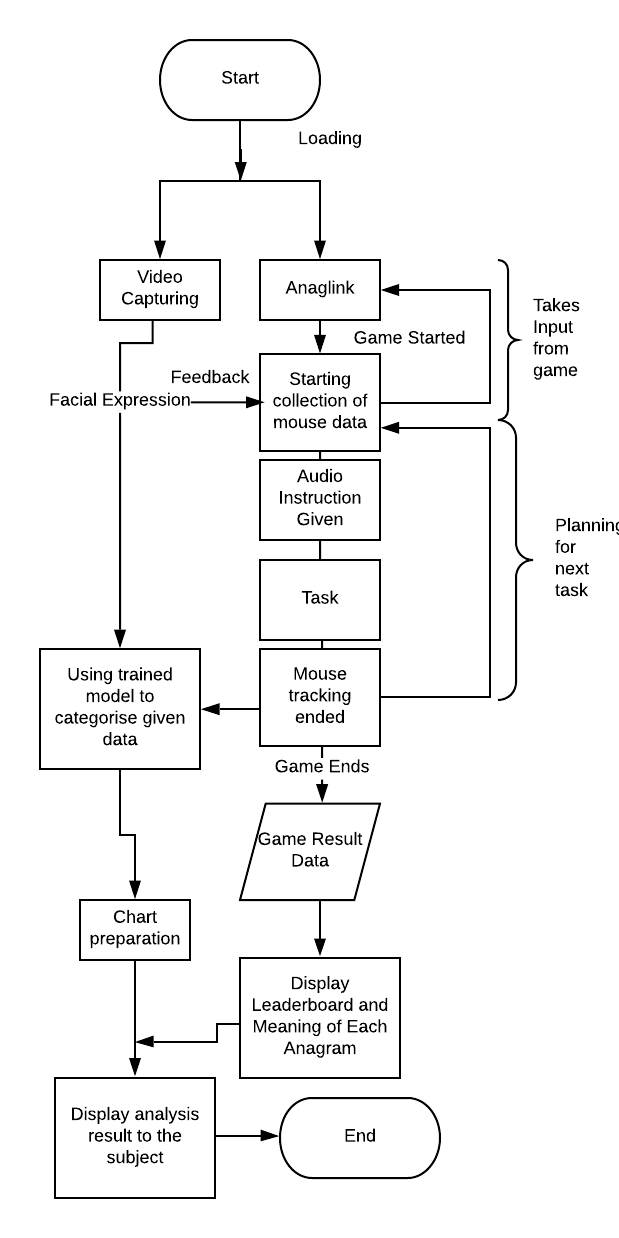 Start
Loading
Video
Capturing
Anaglink
Takes
Input
from
game
Game Started
Feedback
Facial Expression
Starting
collection of
mouse data
Audio
Instruction
Given
Planning
for
next
task
Task
Using trained
model to
categorise given
data
Mouse
tracking
ended
Game Ends
Game Result
Data
Chart
preparation
Display
Leaderboard and
Meaning of Each
Anagram
Display analysis
result to the
subject
End